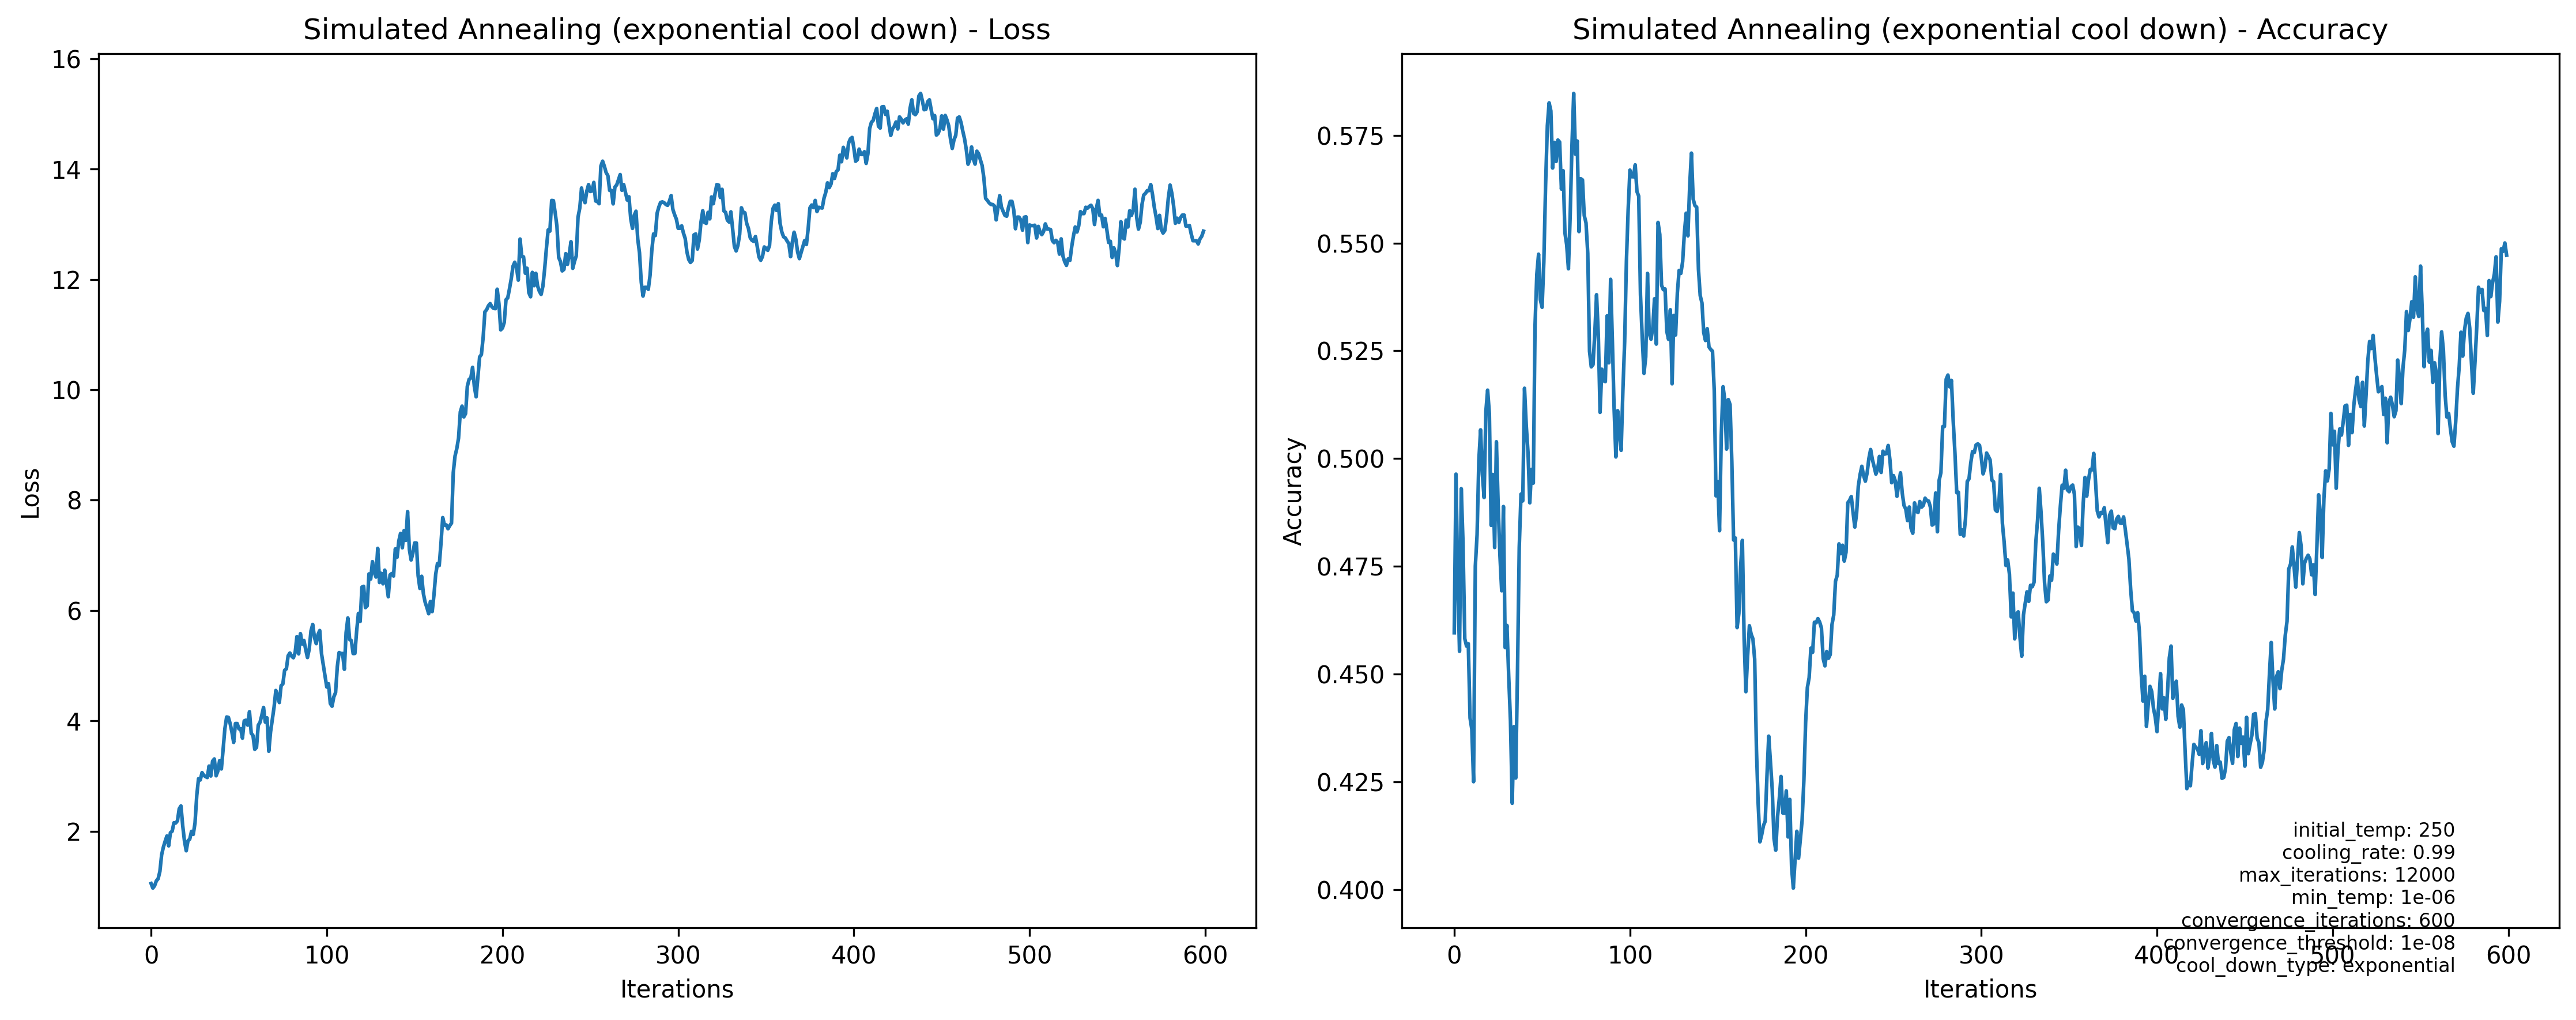 Simulated Annealing (exponential cool down) - Loss
16
14
12
10
8
6
4
2
Loss
0 100 200 300 400 500 600
Iterations
Simulated Annealing (exponential cool down) - Accuracy
0.575
0.550
0.525
0.500
0.475
0.450
0.425
0.400
Accuracy
initial_temp: 250
cooling_rate: 0.99
max_iterations: 12000
min_temp: 1e-06
convergence_iterations: 600
convergence_threshold: 1e-08
cool_down_type: exponential
0 100 200 300 400 500 600
Iterations